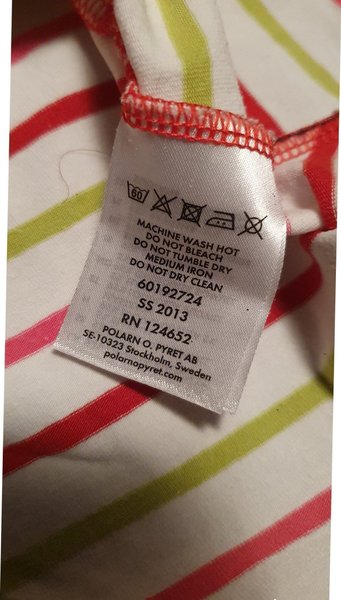 60
MACHINE WASH HOT
DO NOT BLEACH
DO NOT TUMBLE DRY
MEDIUM IRON
DO NOT DRY CLEAN
60192724
SS 2013
RN 124652
POLARN O. PYRET AB
SE-10323 Stockholm, Sweden
polarnopyret.com